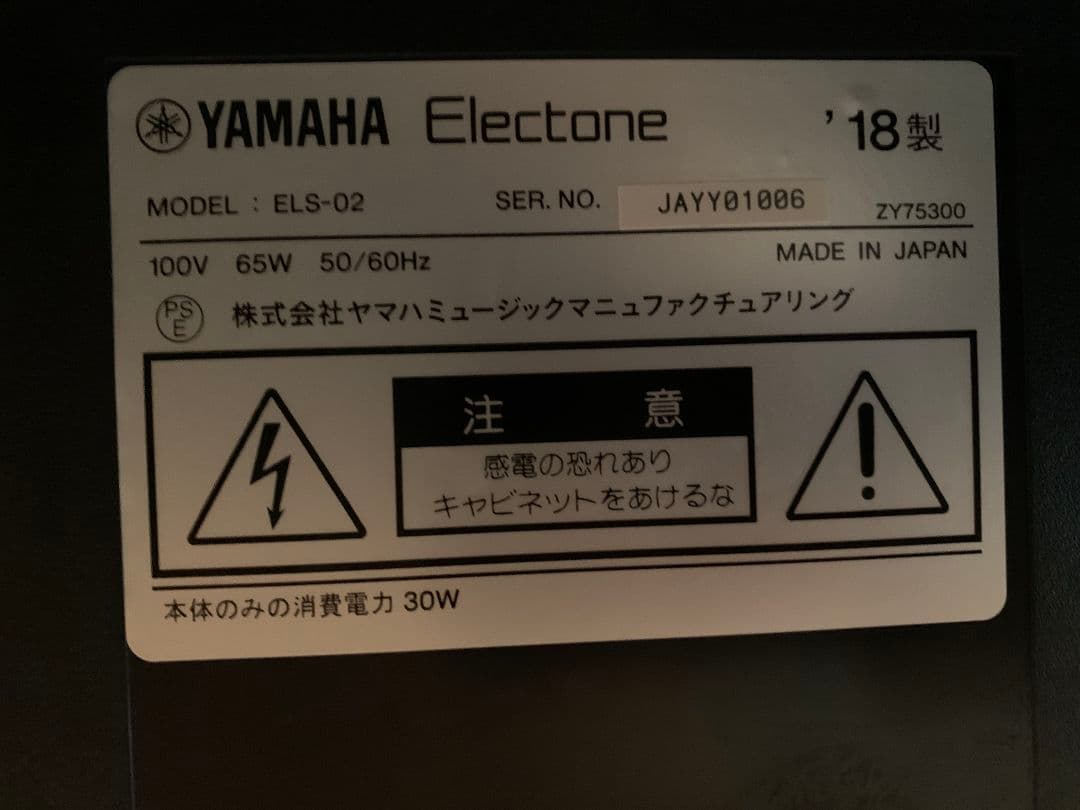 YAMAHA Electone '18製
MODEL : ELS-02 SER. NO. JAYY01006 ZY75300
100V 65W 50/60Hz MADE IN JAPAN
PS E 株式会社ヤマハミュージックマニュファクチュアリング
注意
感電の恐れあり
キャビネットをあけるな
本体のみの消費電力 30W